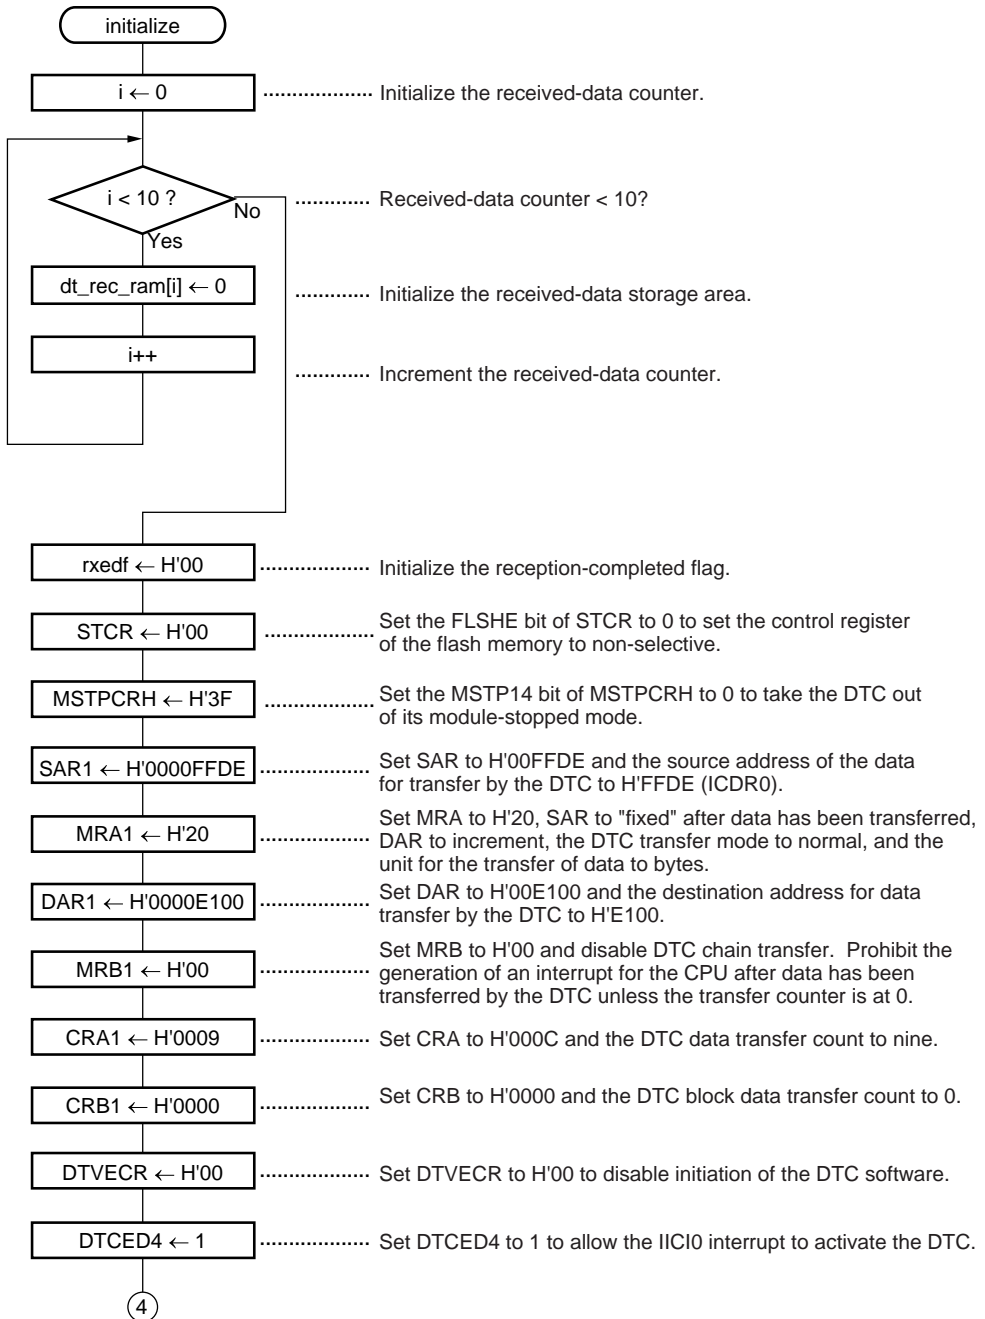 initialize
i ← 0
Initialize the received-data counter.
i < 10 ?
No
Received-data counter < 10?
Yes
dt_rec_ram[i] ← 0
Initialize the received-data storage area.
i++
Increment the received-data counter.
rxedf ← H'00
Initialize the reception-completed flag.
STCR ← H'00
Set the FLSHE bit of STCR to 0 to set the control register
of the flash memory to non-selective.
MSTPCRH ← H'3F
Set the MSTP14 bit of MSTPCRH to 0 to take the DTC out
of its module-stopped mode.
SAR1 ← H'0000FFDE
Set SAR to H'00FFDE and the source address of the data
for transfer by the DTC to H'FFDE (ICDR0).
MRA1 ← H'20
Set MRA to H'20, SAR to "fixed" after data has been transferred,
DAR to increment, the DTC transfer mode to normal, and the
unit for the transfer of data to bytes.
DAR1 ← H'0000E100
Set DAR to H'00E100 and the destination address for data
transfer by the DTC to H'E100.
MRB1 ← H'00
Set MRB to H'00 and disable DTC chain transfer. Prohibit the
generation of an interrupt for the CPU after data has been
transferred by the DTC unless the transfer counter is at 0.
CRA1 ← H'0009
Set CRA to H'000C and the DTC data transfer count to nine.
CRB1 ← H'0000
Set CRB to H'0000 and the DTC block data transfer count to 0.
DTVECR ← H'00
Set DTVECR to H'00 to disable initiation of the DTC software.
DTCED4 ← 1
Set DTCED4 to 1 to allow the IICI0 interrupt to activate the DTC.
4